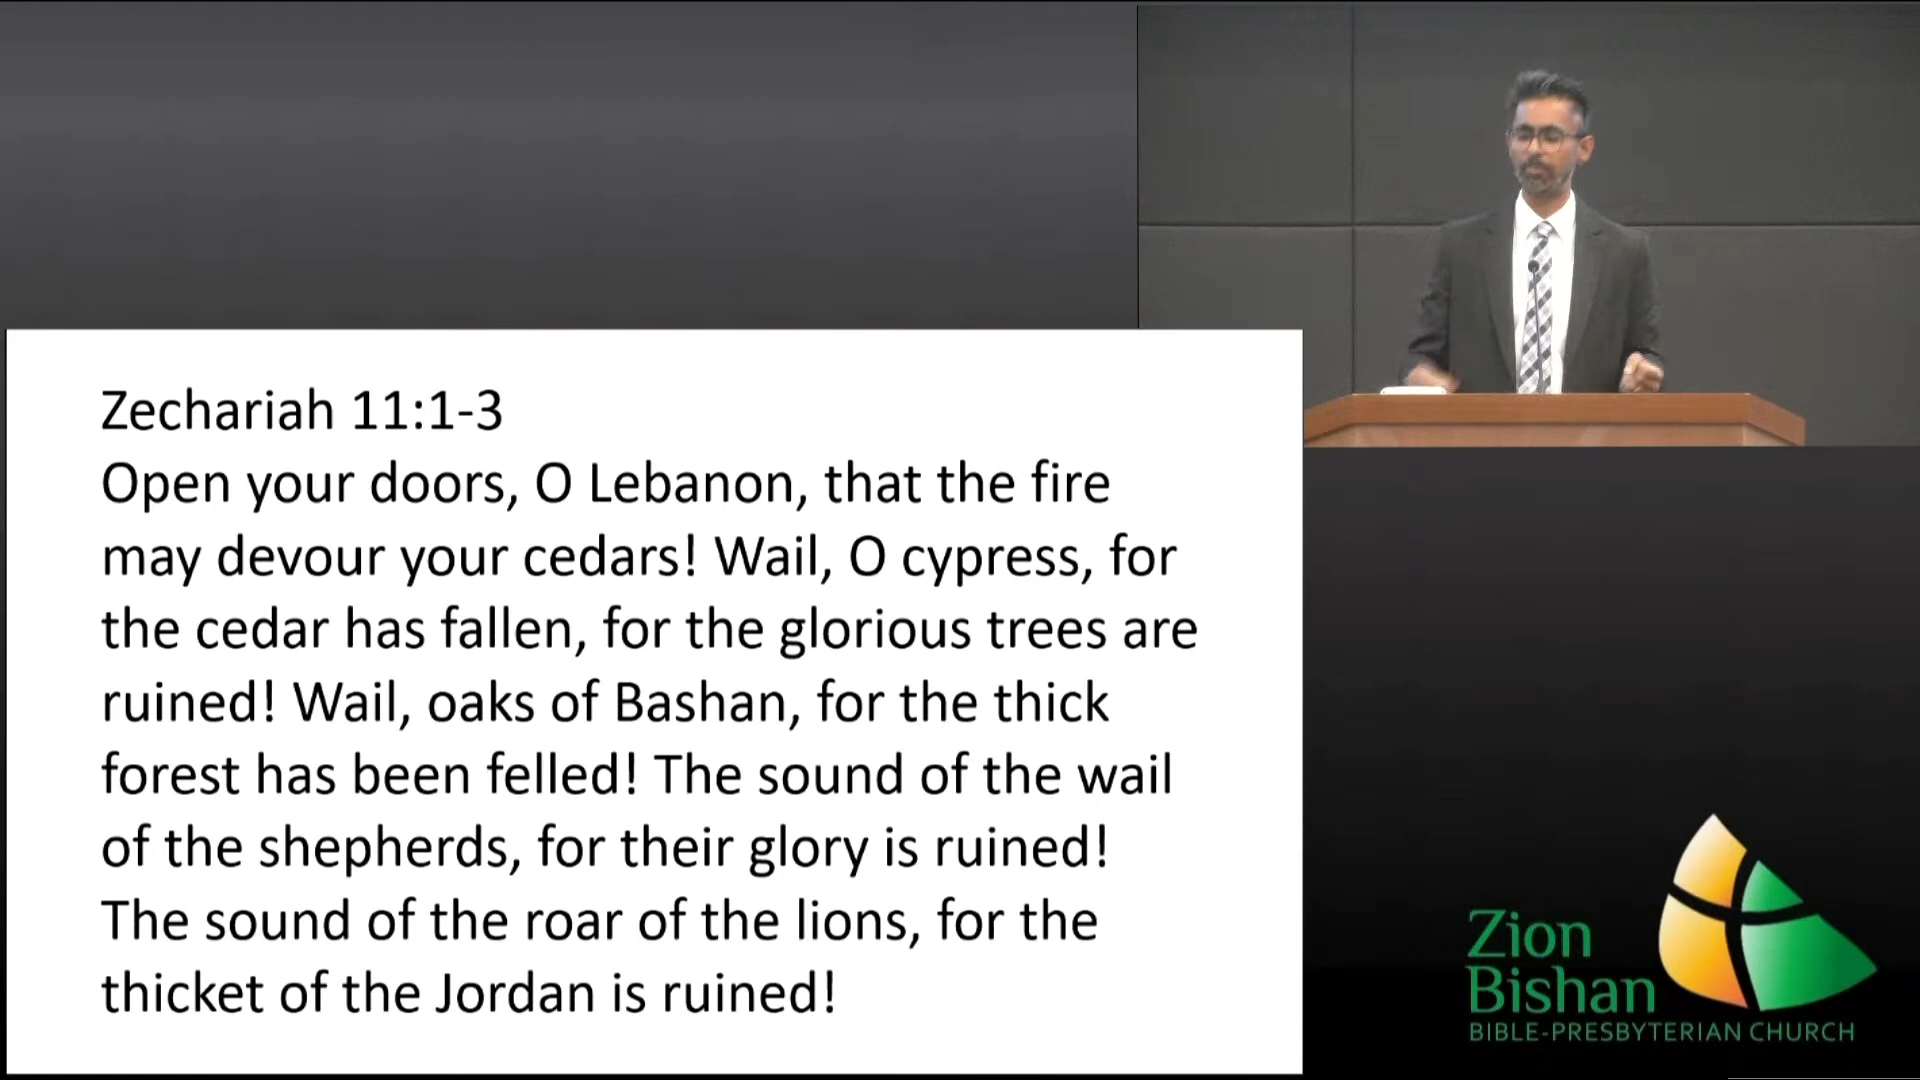 Zechariah 11:1-3
Open your doors, O Lebanon, that the fire
may devour your cedars! Wail, O cypress, for
the cedar has fallen, for the glorious trees are
ruined! Wail, oaks of Bashan, for the thick
forest has been felled! The sound of the wail
of the shepherds, for their glory is ruined!
The sound of the roar of the lions, for the
thicket of the Jordan is ruined!
Zion
Bishan
BIBLE-PRESBYTERIAN CHURCH